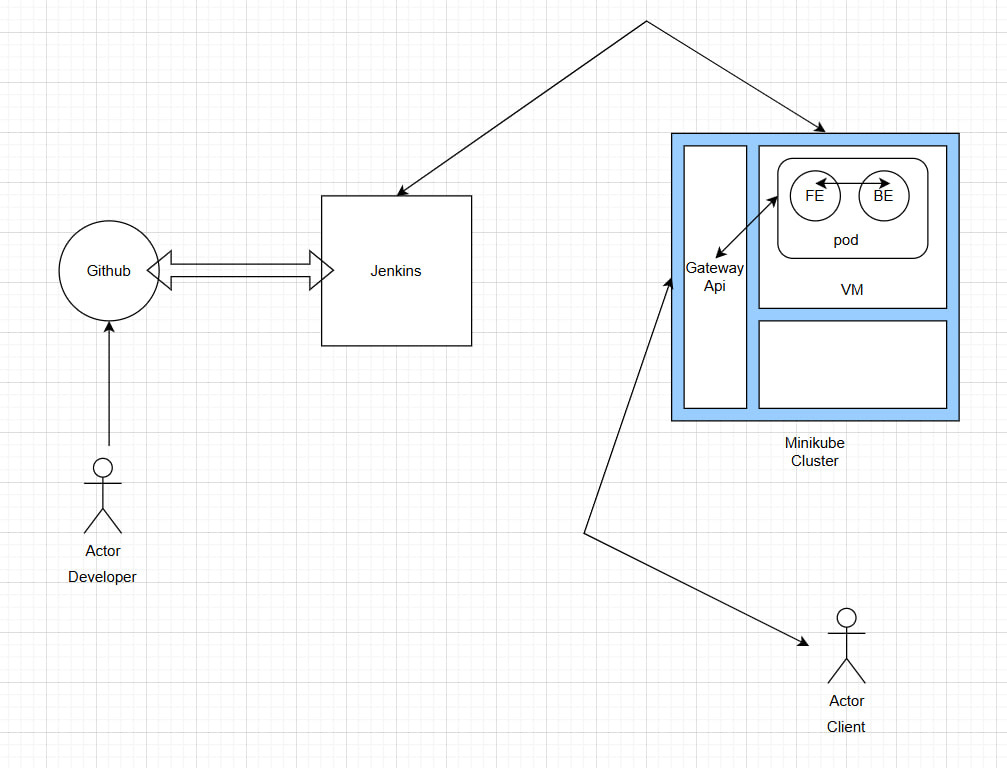 FE
BE
pod
Github
Jenkins
Gateway
Api
VM
Minikube
Cluster
Actor
Developer
Actor
Client